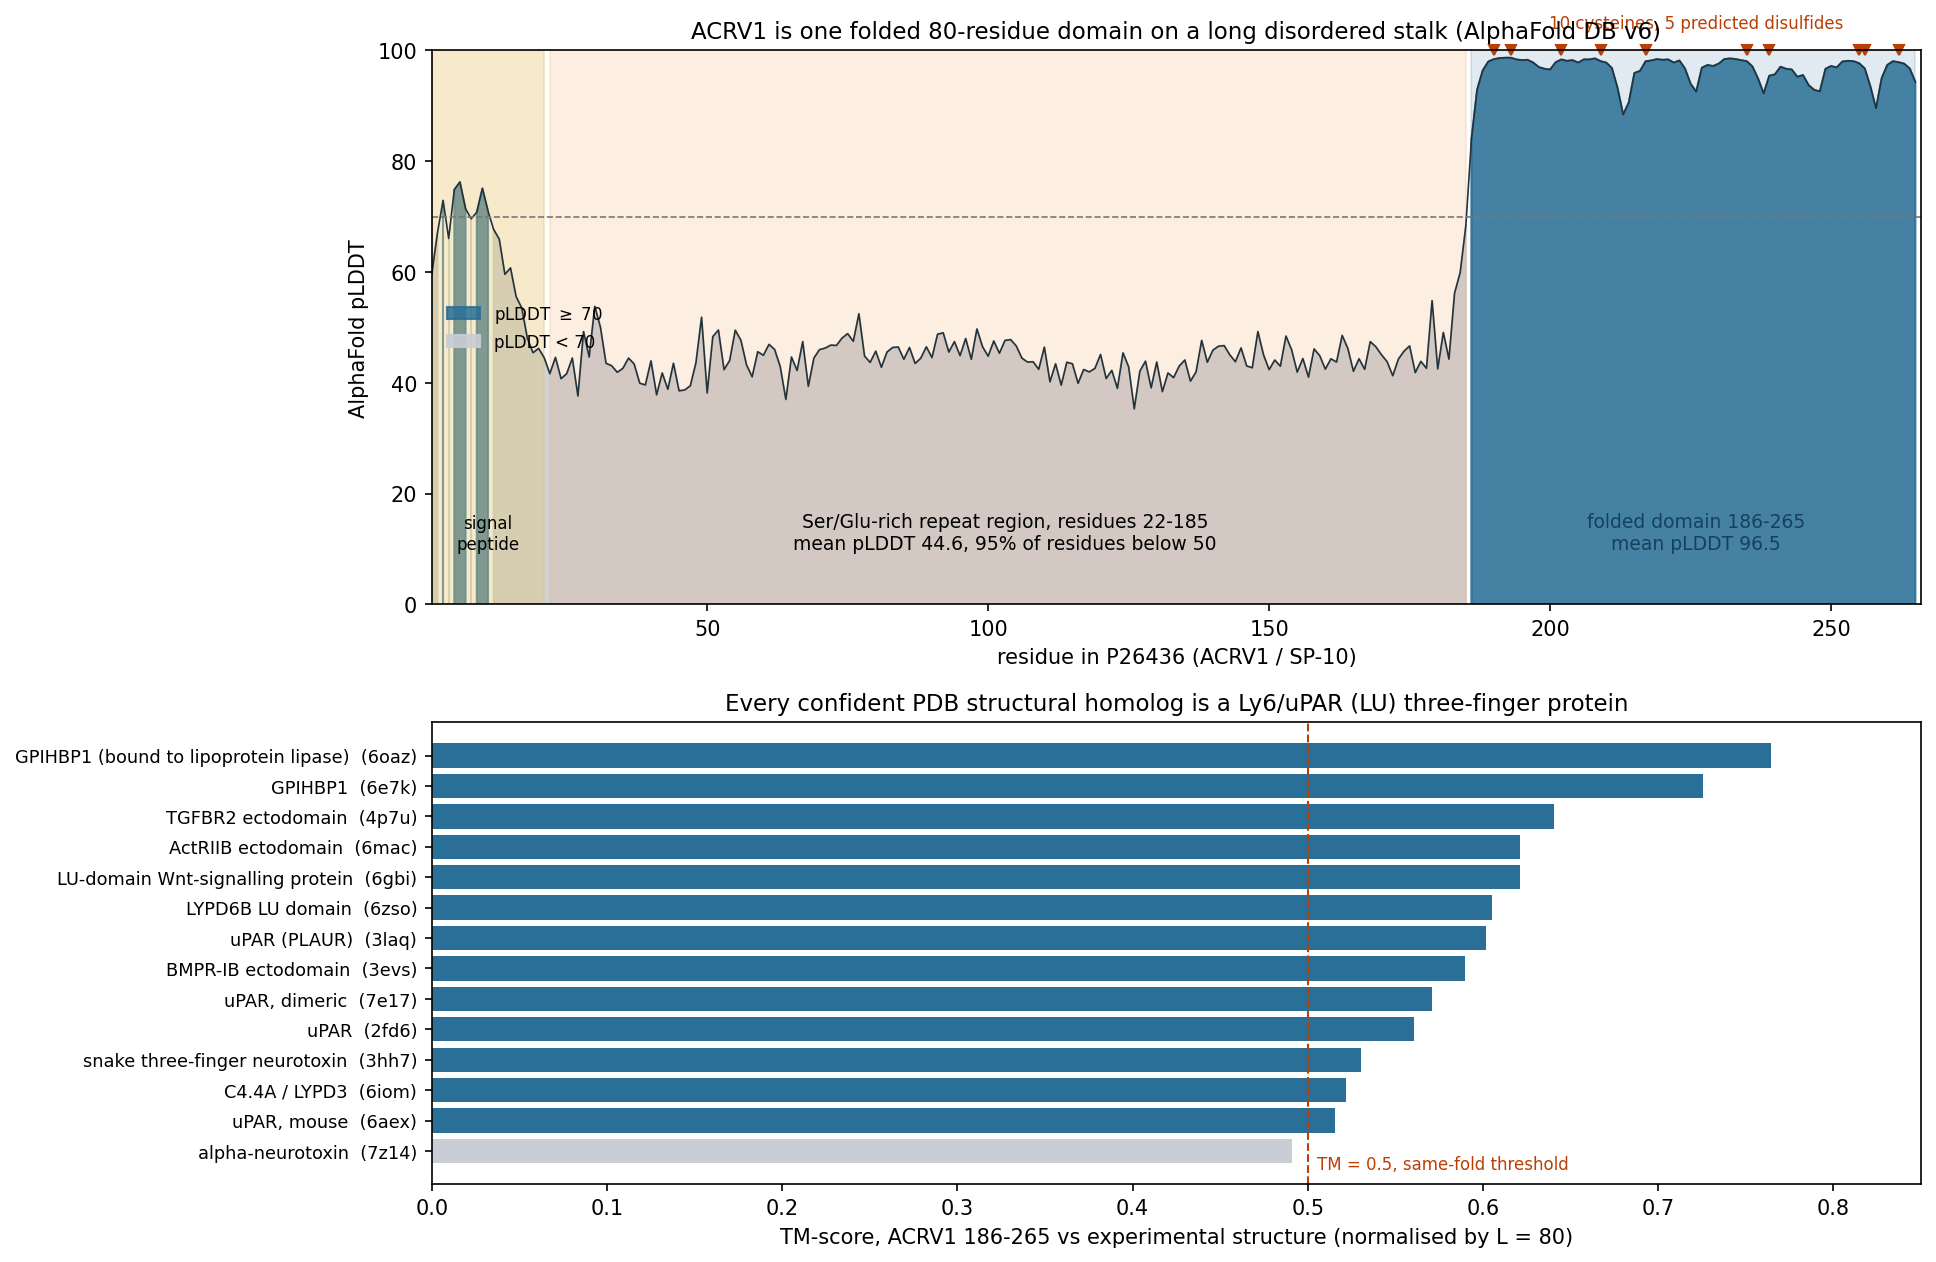 10 cysteines, 5 predicted disulfides
ACRV1 is one folded 80-residue domain on a long disordered stalk (AlphaFold DB v6)
100
80
60
40
20
0
AlphaFold pLDDT
pLDDT ≥ 70
pLDDT < 70
signal
peptide
Ser/Glu-rich repeat region, residues 22-185
mean pLDDT 44.6, 95% of residues below 50
folded domain 186-265
mean pLDDT 96.5
50 100 150 200 250
residue in P26436 (ACRV1 / SP-10)
Every confident PDB structural homolog is a Ly6/uPAR (LU) three-finger protein
GPIHBP1 (bound to lipoprotein lipase) (6oaz)
GPIHBP1 (6e7k)
TGFBR2 ectodomain (4p7u)
ActRIIB ectodomain (6mac)
LU-domain Wnt-signalling protein (6gbi)
LYPD6B LU domain (6zso)
uPAR (PLAUR) (3laq)
BMPR-IB ectodomain (3evs)
uPAR, dimeric (7e17)
uPAR (2fd6)
snake three-finger neurotoxin (3hh7)
C4.4A / LYPD3 (6iom)
uPAR, mouse (6aex)
alpha-neurotoxin (7z14)
TM = 0.5, same-fold threshold
0.0 0.1 0.2 0.3 0.4 0.5 0.6 0.7 0.8
TM-score, ACRV1 186-265 vs experimental structure (normalised by L = 80)